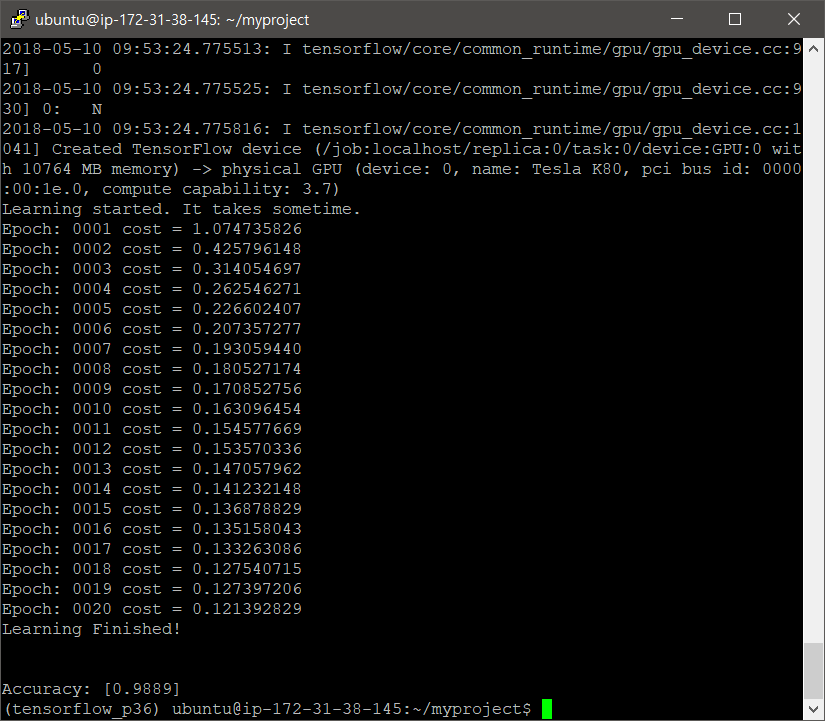 ubuntu@ip-172-31-38-145: ~/myproject
2018-05-10 09:53:24.775513: I tensorflow/core/common_runtime/gpu/gpu_device.cc:9
17]      0
2018-05-10 09:53:24.775525: I tensorflow/core/common_runtime/gpu/gpu_device.cc:9
30] 0:   N
2018-05-10 09:53:24.775816: I tensorflow/core/common_runtime/gpu/gpu_device.cc:1
041] Created TensorFlow device (/job:localhost/replica:0/task:0/device:GPU:0 wit
h 10764 MB memory) -> physical GPU (device: 0, name: Tesla K80, pci bus id: 0000
:00:1e.0, compute capability: 3.7)
Learning started. It takes sometime.
Epoch: 0001 cost = 1.074735826
Epoch: 0002 cost = 0.425796148
Epoch: 0003 cost = 0.314054697
Epoch: 0004 cost = 0.262546271
Epoch: 0005 cost = 0.226602407
Epoch: 0006 cost = 0.207357277
Epoch: 0007 cost = 0.193059440
Epoch: 0008 cost = 0.180527174
Epoch: 0009 cost = 0.170852756
Epoch: 0010 cost = 0.163096454
Epoch: 0011 cost = 0.154577669
Epoch: 0012 cost = 0.153570336
Epoch: 0013 cost = 0.147057962
Epoch: 0014 cost = 0.141232148
Epoch: 0015 cost = 0.136878829
Epoch: 0016 cost = 0.135158043
Epoch: 0017 cost = 0.133263086
Epoch: 0018 cost = 0.127540715
Epoch: 0019 cost = 0.127397206
Epoch: 0020 cost = 0.121392829
Learning Finished!
Accuracy: [0.9889]
(tensorflow_p36) ubuntu@ip-172-31-38-145:~/myproject$